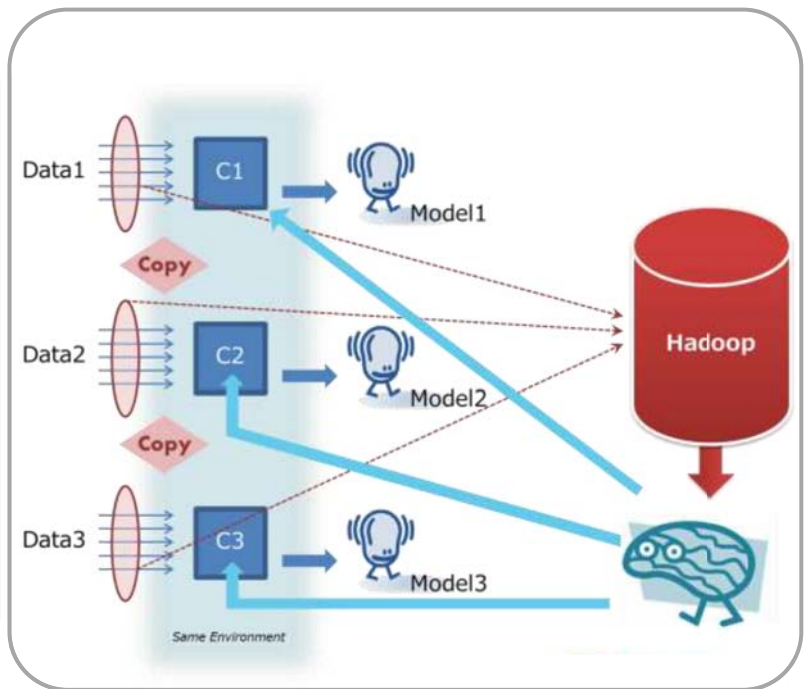 Data1
C1
Model1
Copy
Data2
C2
Model2
Hadoop
Copy
Data3
C3
Model3
Same Environment